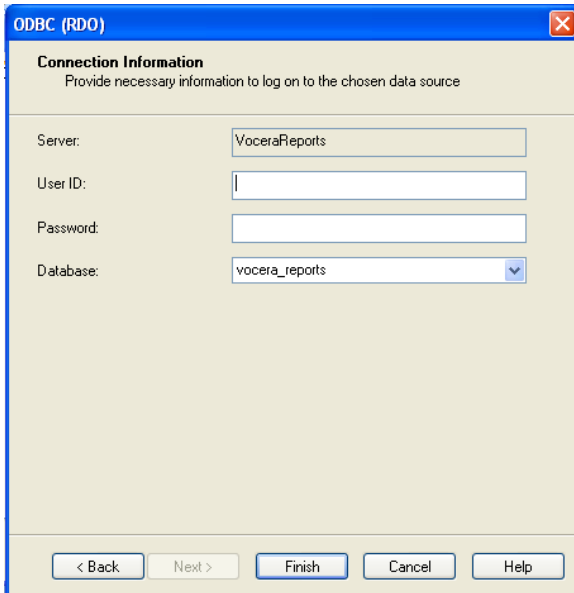 ODBC (RDO)
Connection Information
Provide necessary information to log on to the chosen data source
Server: VoceraReports
User ID:
Password:
Database: vocera_reports
< Back Next > Finish Cancel Help